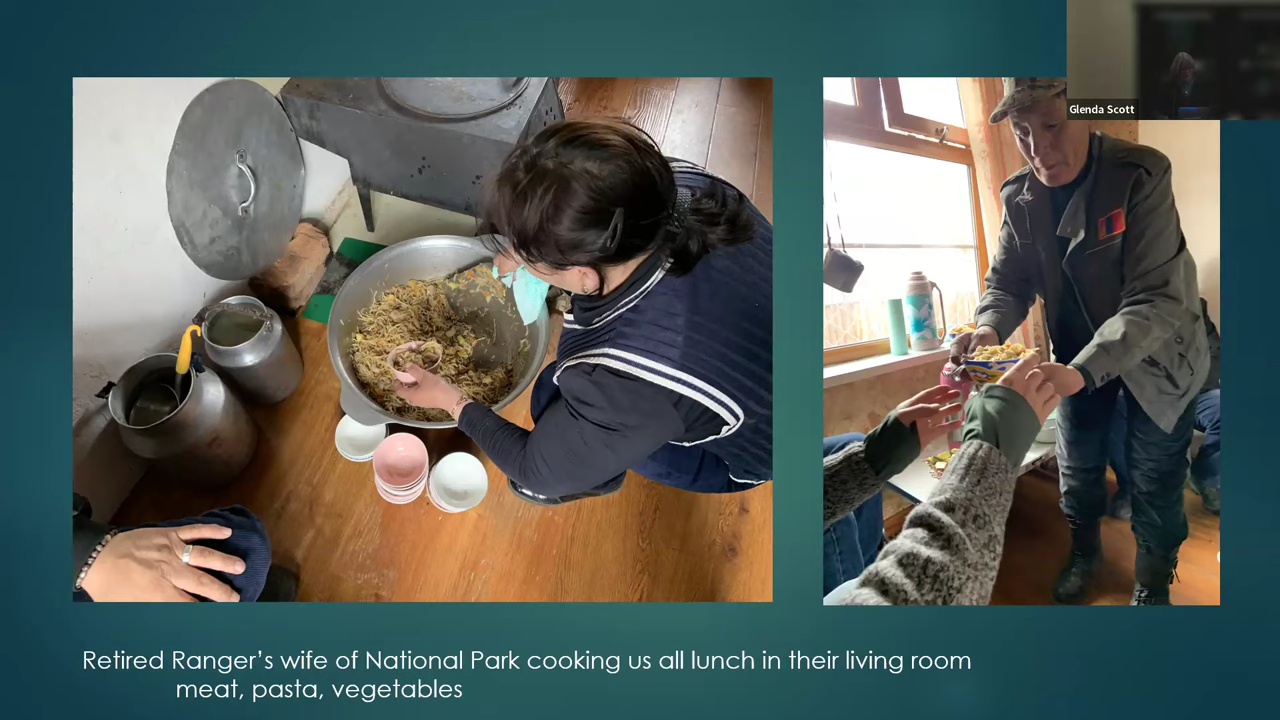 Glenda Scott
Retired Ranger’s wife of National Park cooking us all lunch in their living room
meat, pasta, vegetables